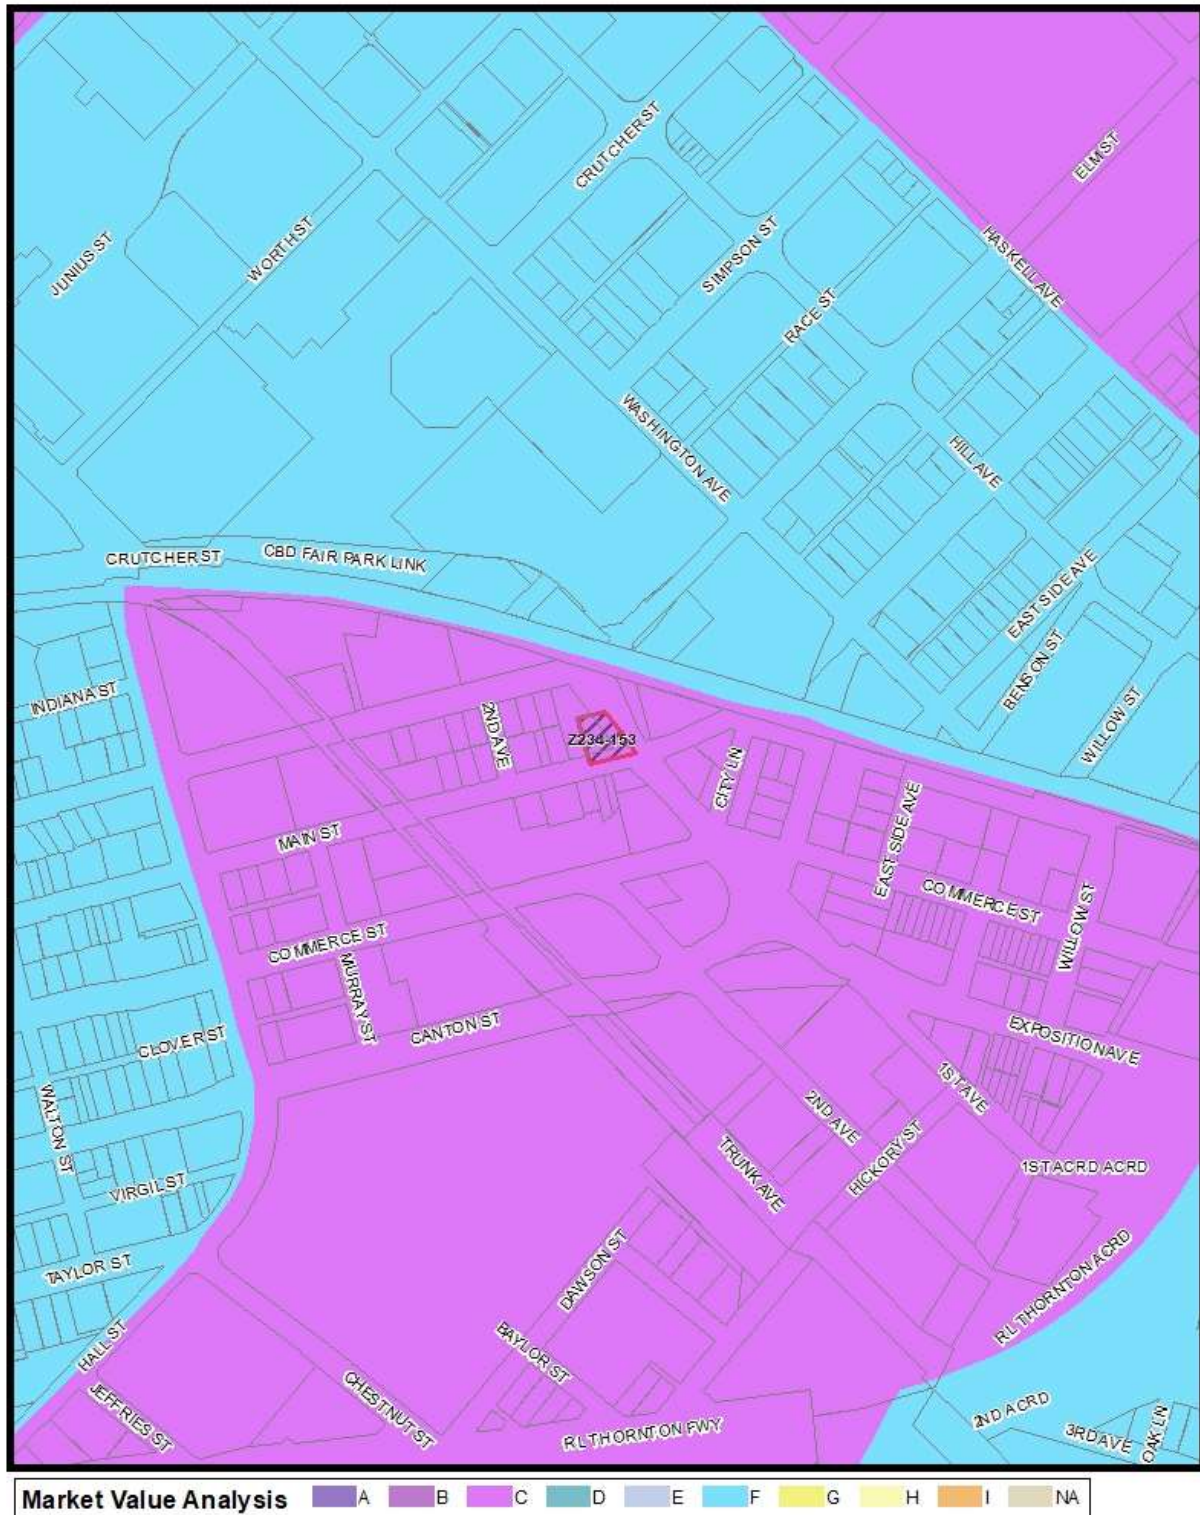 CRUTCHER ST
ELM ST
JUNIUS ST
WORTH ST
SIMPSON ST
HASKELL AVE
RACE ST
WASHINGTON AVE
HILL AVE
CRUTCHER ST
CBD FAIR PARK LINK
EAST SIDE AVE
BENSON ST
WILLOW ST
INDIANA ST
2ND AVE
Z234-153
CITY LN
MAIN ST
EAST SIDE AVE
COMMERCE ST
WILLOW ST
COMMERCE ST
MURRAY ST
CANTON ST
CLOVER ST
EXPOSITION AVE
1ST AVE
WALTON ST
2ND AVE
HICKORY ST
TRUNK AVE
1ST ACRD ACRD
VIRGIL ST
TAYLOR ST
DAWSON ST
RL THORNTON ACRD
HALL ST
BAYLOR ST
JEFFRIES ST
CHESTNUT ST
RL THORNTON FWY
2ND ACRD
3RD AVE
OAK LN
Market Value Analysis A B C D E F G H I NA